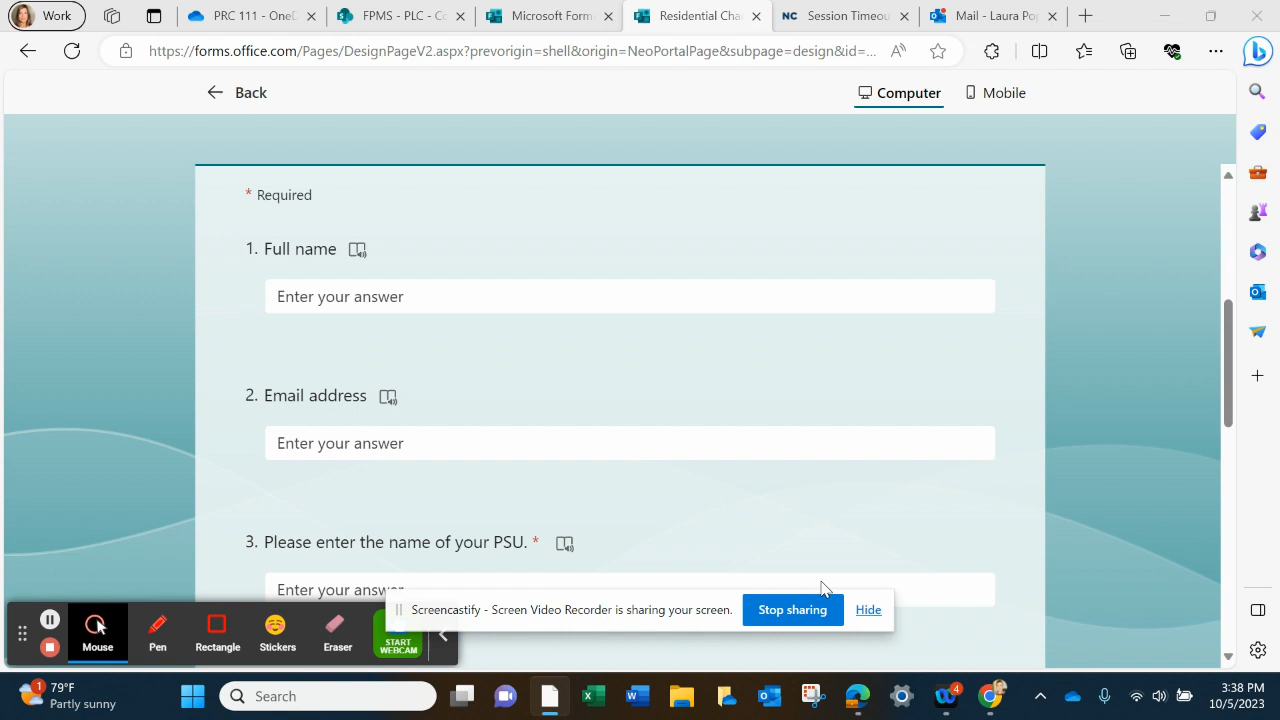 Work
PRC 111 - OneD
FPMS - PLC - C
Microsoft Form
Residential Cha
NC Session Timeou
Mail - Laura Po
https://forms.office.com/Pages/DesignPageV2.aspx?prevorigin=shell&origin=NeoPortalPage&subpage=design&id=...
Back
Computer
Mobile
* Required
1. Full name
Enter your answer
2. Email address
Enter your answer
3. Please enter the name of your PSU. *
Enter your answer
Screencastify - Screen Video Recorder is sharing your screen.
Stop sharing
Hide
Mouse
Pen
Rectangle
Stickers
Eraser
START
WEBCAM
1
79°F
Partly sunny
Search
4
3:38 PM
10/5/2023